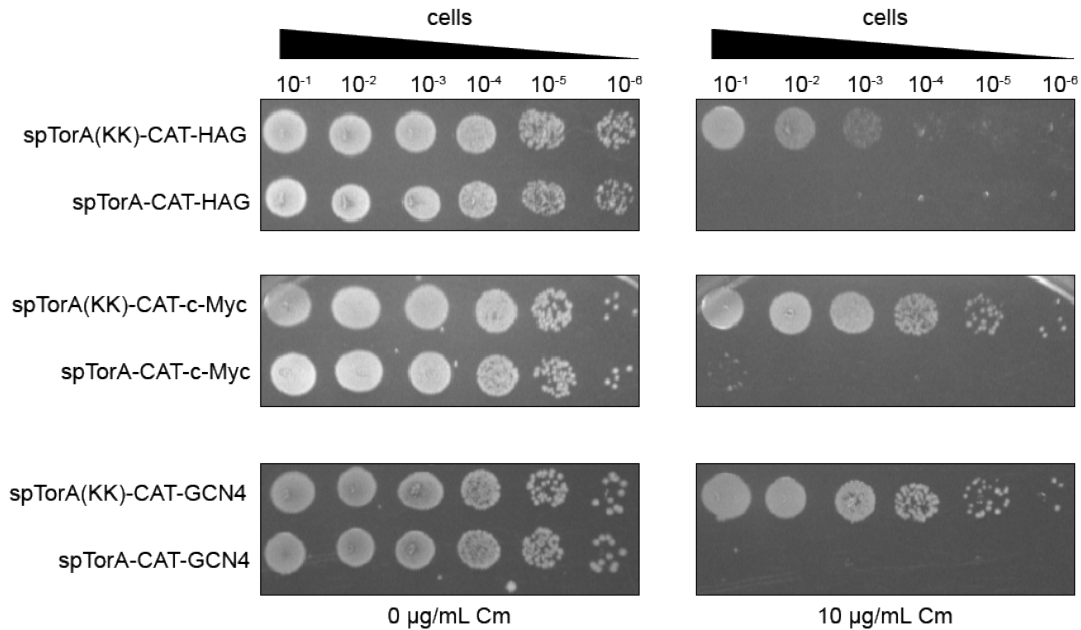 cells cells
10-1 10-2 10-3 10-4 10-5 10-6 10-1 10-2 10-3 10-4 10-5 10-6
spTorA(KK)-CAT-HAG
spTorA-CAT-HAG
spTorA(KK)-CAT-c-Myc
spTorA-CAT-c-Myc
spTorA(KK)-CAT-GCN4
spTorA-CAT-GCN4
0 µg/mL Cm 10 µg/mL Cm